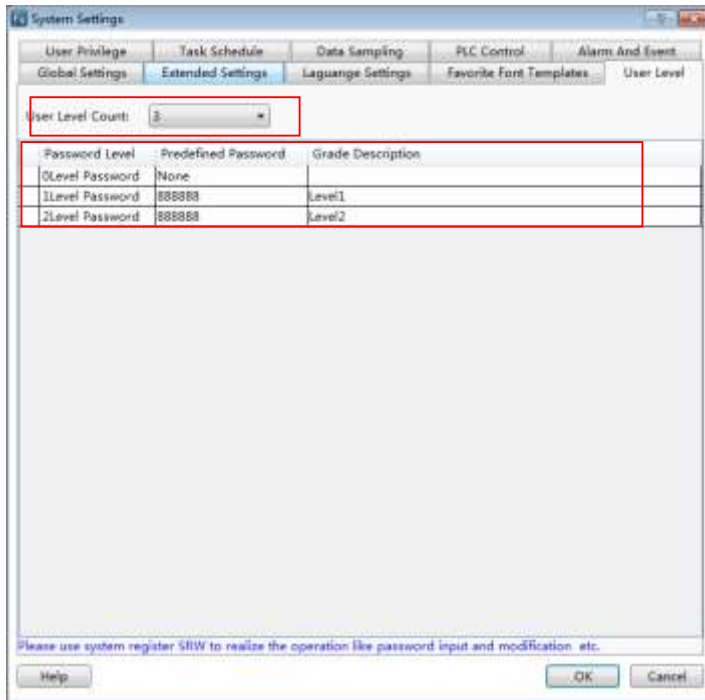 System Settings
User Privilege Task Schedule Data Sampling PLC Control Alarm And Event
Global Settings Extended Settings Laguange Settings Favorite Font Templates User Level
User Level Count: 3
Password Level Predefined Password Grade Description
0Level Password None
1Level Password 888888 Level1
2Level Password 888888 Level2
Please use system register SRW to realize the operation like password input and modification etc.
Help OK Cancel